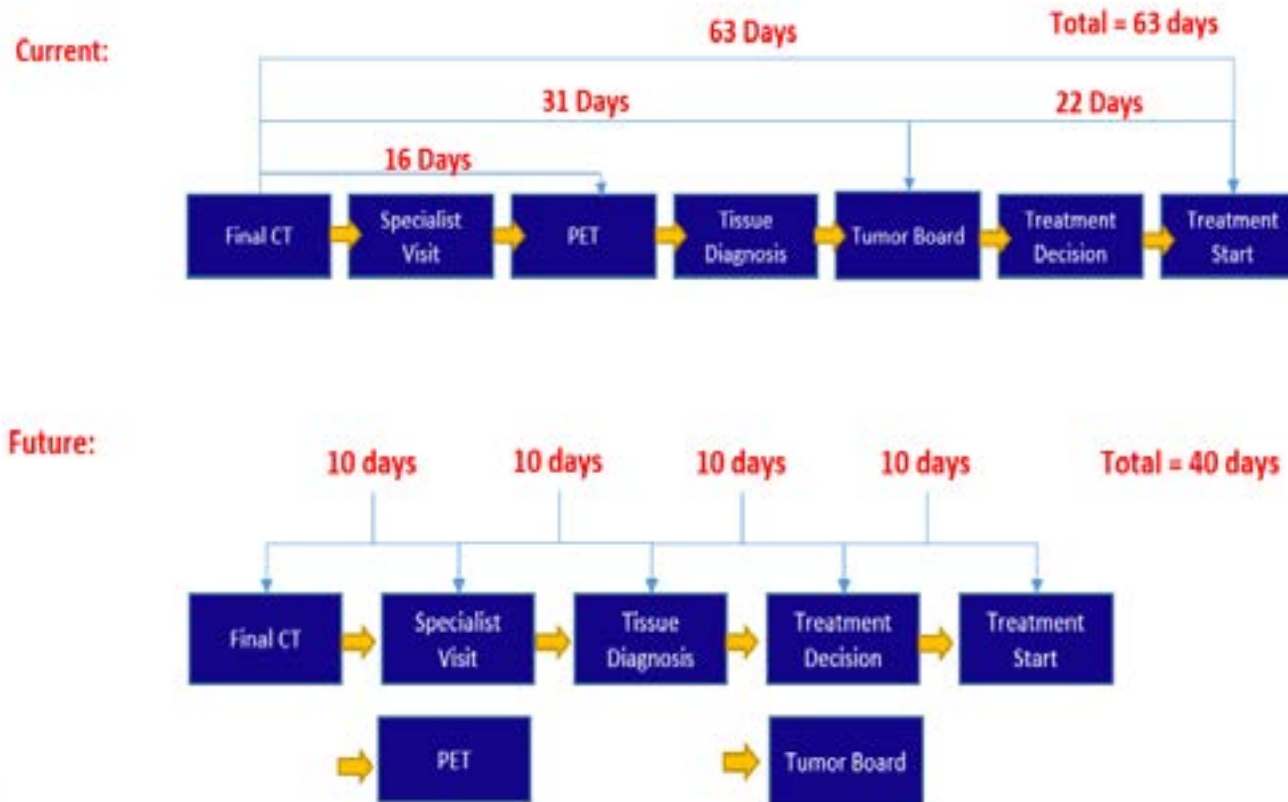 63 Days
Total = 63 days
Current:
31 Days
22 Days
16 Days
Final CT
Specialist
Visit
PET
Tissue
Diagnosis
Tumor Board
Treatment
Decision
Treatment
Start
Future:
10 days
10 days
10 days
10 days
Total = 40 days
Final CT
Specialist
Visit
Tissue
Diagnosis
Treatment
Decision
Treatment
Start
PET
Tumor Board